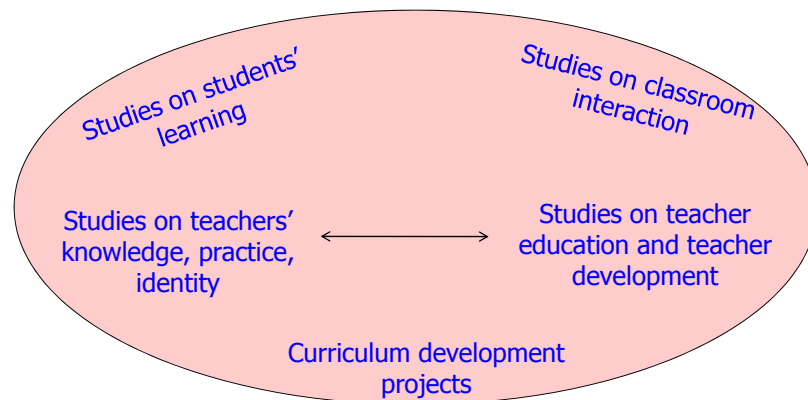 Studies on students’
learning
Studies on classroom
interaction
Studies on teachers’
knowledge, practice,
identity
Studies on teacher
education and teacher
development
Curriculum development
projects